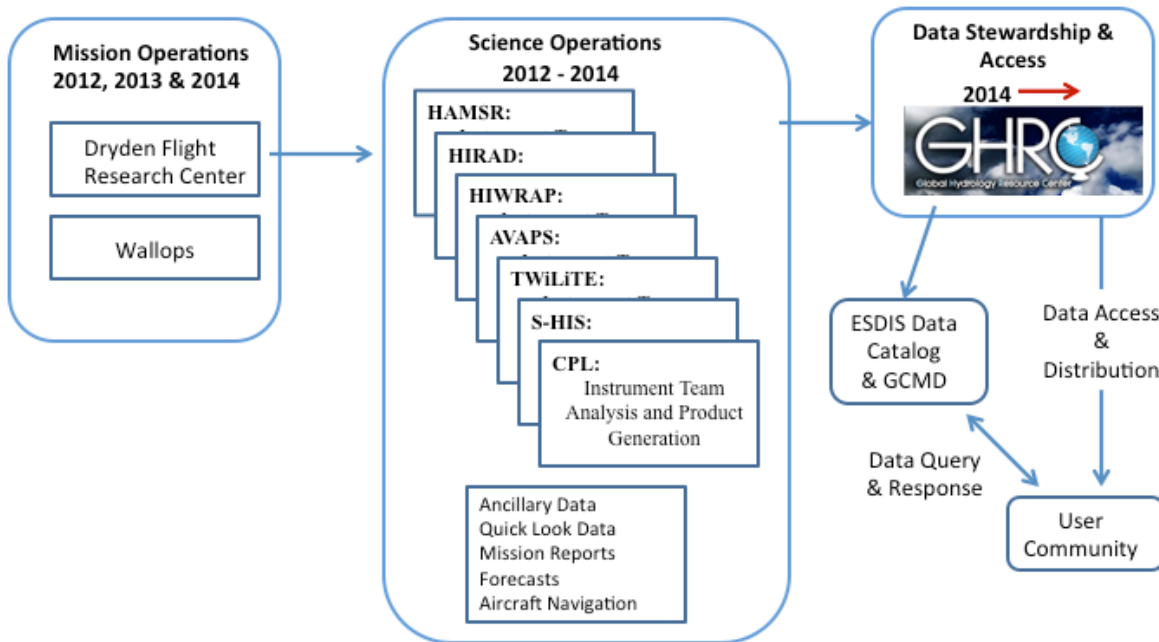 Mission Operations
2012, 2013 & 2014
Dryden Flight
Research Center
Wallops
Science Operations
2012 - 2014
HAMSR:
HIRAD:
HIWRAP:
AVAPS:
TWiLiTE:
S-HIS:
CPL:
Instrument Team
Analysis and Product
Generation
Ancillary Data
Quick Look Data
Mission Reports
Forecasts
Aircraft Navigation
Data Stewardship &
Access
2014
GHRC
Global Hydrology Resource Center
ESDIS Data
Catalog
& GCMD
Data Access
&
Distribution
Data Query
& Response
User
Community